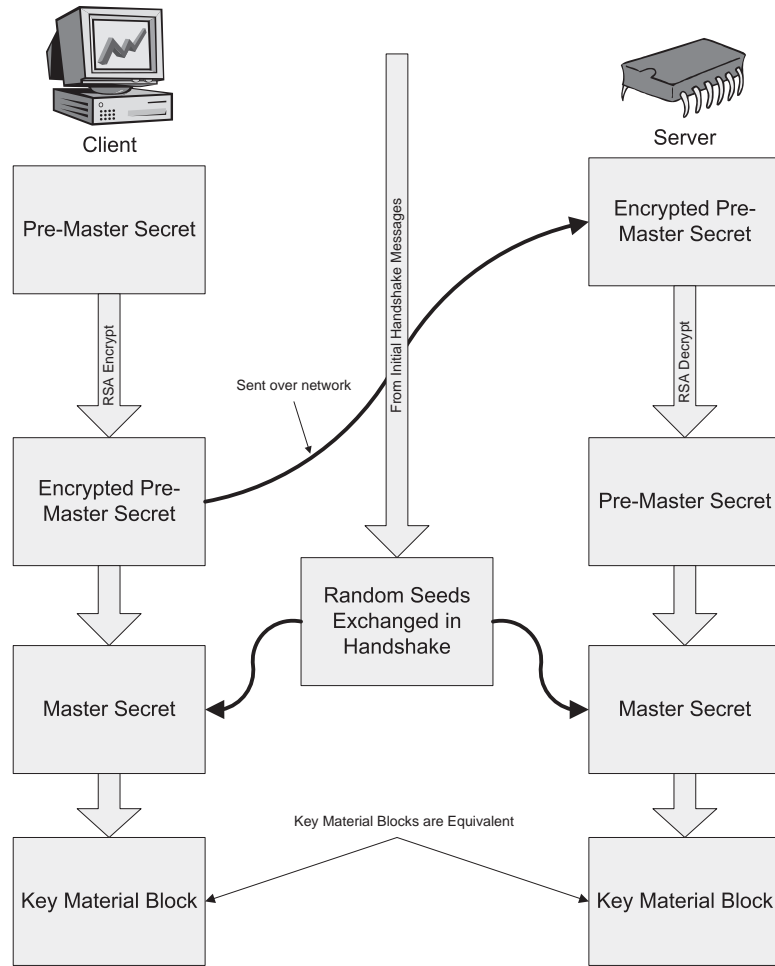 Client
Server
Pre-Master Secret
Encrypted Pre-
Master Secret
From Initial Handshake Messages
RSA Encrypt
RSA Decrypt
Sent over network
Encrypted Pre-
Master Secret
Pre-Master Secret
Random Seeds
Exchanged in
Handshake
Master Secret
Master Secret
Key Material Blocks are Equivalent
Key Material Block
Key Material Block